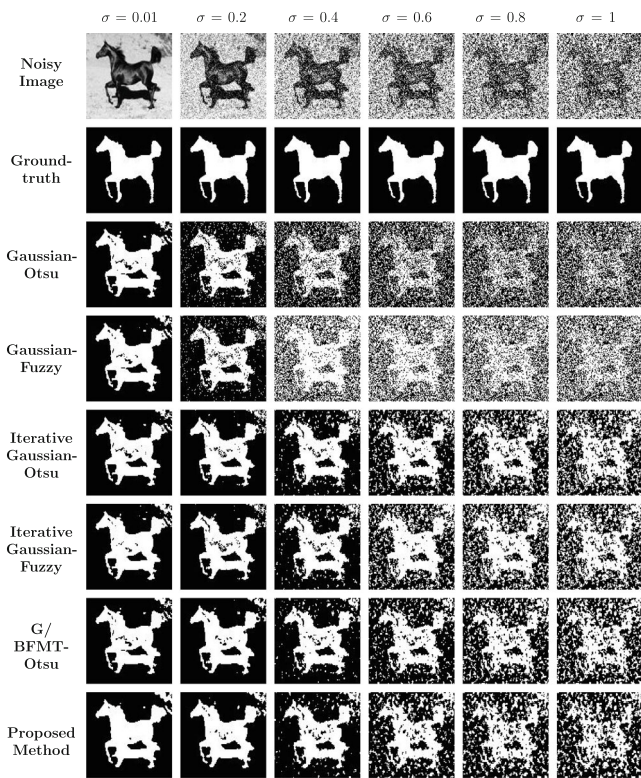 σ = 0.01 σ = 0.2 σ = 0.4 σ = 0.6 σ = 0.8 σ = 1
Noisy
Image
Ground-
truth
Gaussian-
Otsu
Gaussian-
Fuzzy
Iterative
Gaussian-
Otsu
Iterative
Gaussian-
Fuzzy
G/
BFMT-
Otsu
Proposed
Method